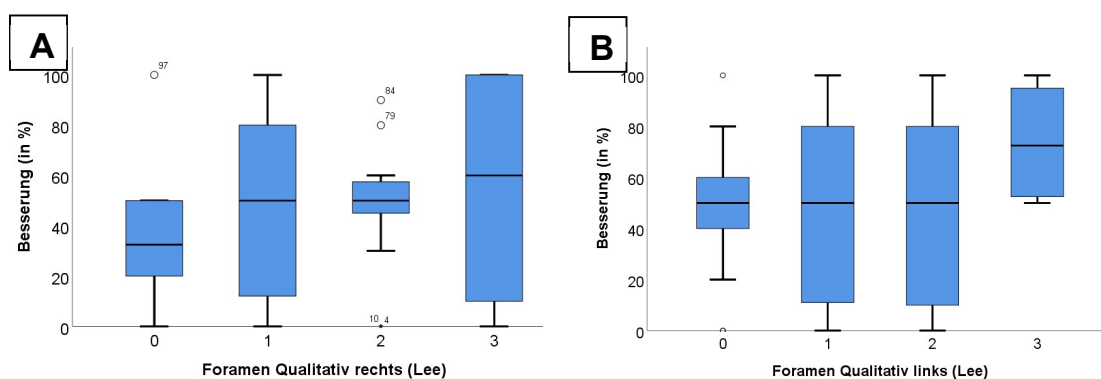 A
100
80
60
40
20
0
Besserung (in %)
97
84
79
10 4
0 1 2 3
Foramen Qualitativ rechts (Lee)
B
100
80
60
40
20
0
Besserung (in %)
0 1 2 3
Foramen Qualitativ links (Lee)